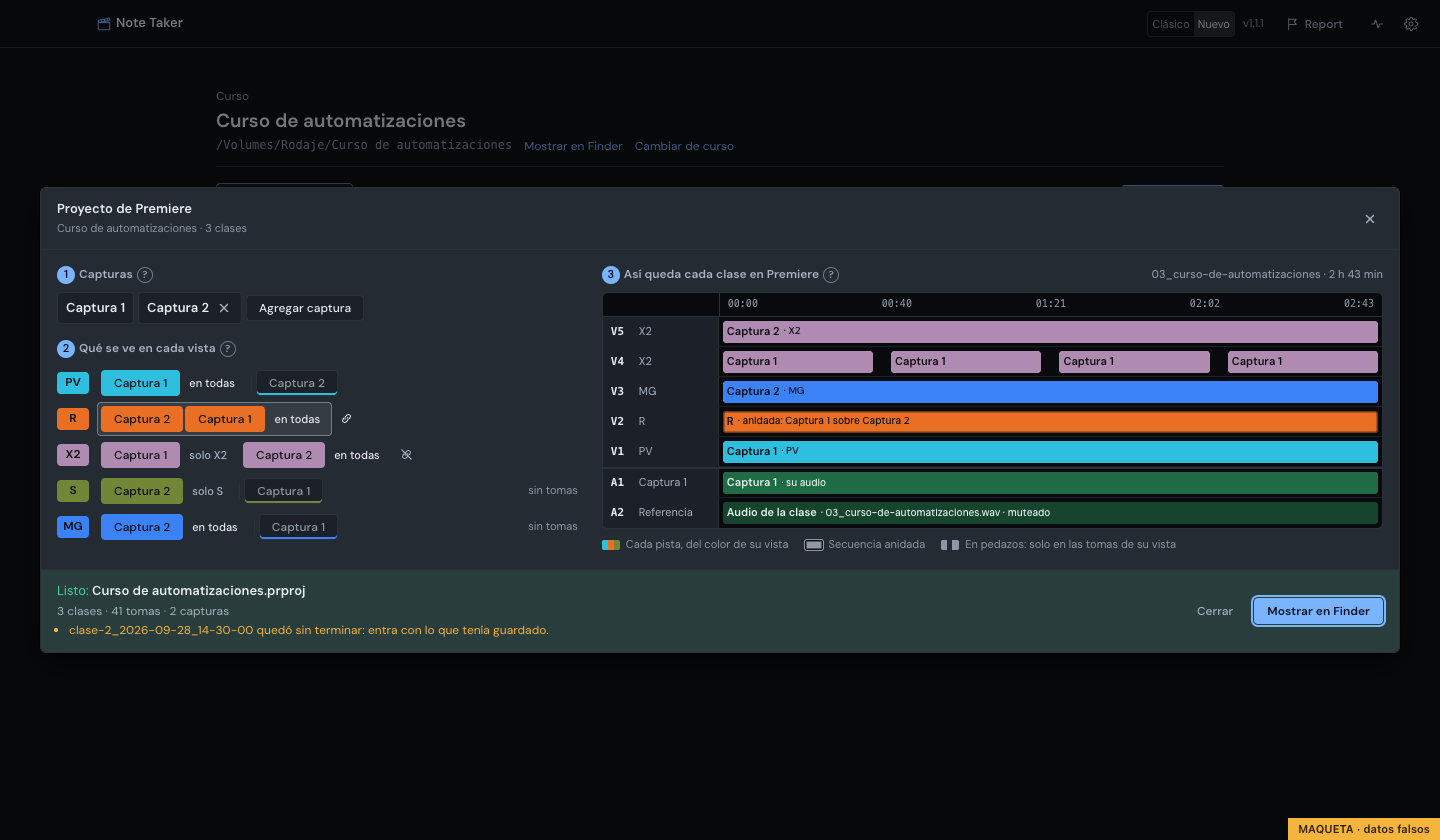 Note Taker
Clásico Nuevo v1.1.1 Report
Curso
Curso de automatizaciones
/Volumes/Rodaje/Curso de automatizaciones Mostrar en Finder Cambiar de curso
Proyecto de Premiere
Curso de automatizaciones · 3 clases
1 Capturas ?
Captura 1 Captura 2 Agregar captura
2 Qué se ve en cada vista ?
PV Captura 1 en todas Captura 2
R Captura 2 Captura 1 en todas
X2 Captura 1 solo X2 Captura 2 en todas
S Captura 2 solo S Captura 1 sin tomas
MG Captura 2 en todas Captura 1 sin tomas
3 Así queda cada clase en Premiere ? 03_curso-de-automatizaciones · 2 h 43 min
00:00 00:40 01:21 02:02 02:43
V5 X2 Captura 2 · X2
V4 X2 Captura 1 Captura 1 Captura 1 Captura 1
V3 MG Captura 2 · MG
V2 R R · anidada: Captura 1 sobre Captura 2
V1 PV Captura 1 · PV
A1 Captura 1 Captura 1 · su audio
A2 Referencia Audio de la clase · 03_curso-de-automatizaciones.wav · muteado
Cada pista, del color de su vista Secuencia anidada En pedazos: solo en las tomas de su vista
Listo: Curso de automatizaciones.prproj
3 clases · 41 tomas · 2 capturas
• clase-2_2026-09-28_14-30-00 quedó sin terminar: entra con lo que tenía guardado.
Cerrar Mostrar en Finder
MAQUETA · datos falsos